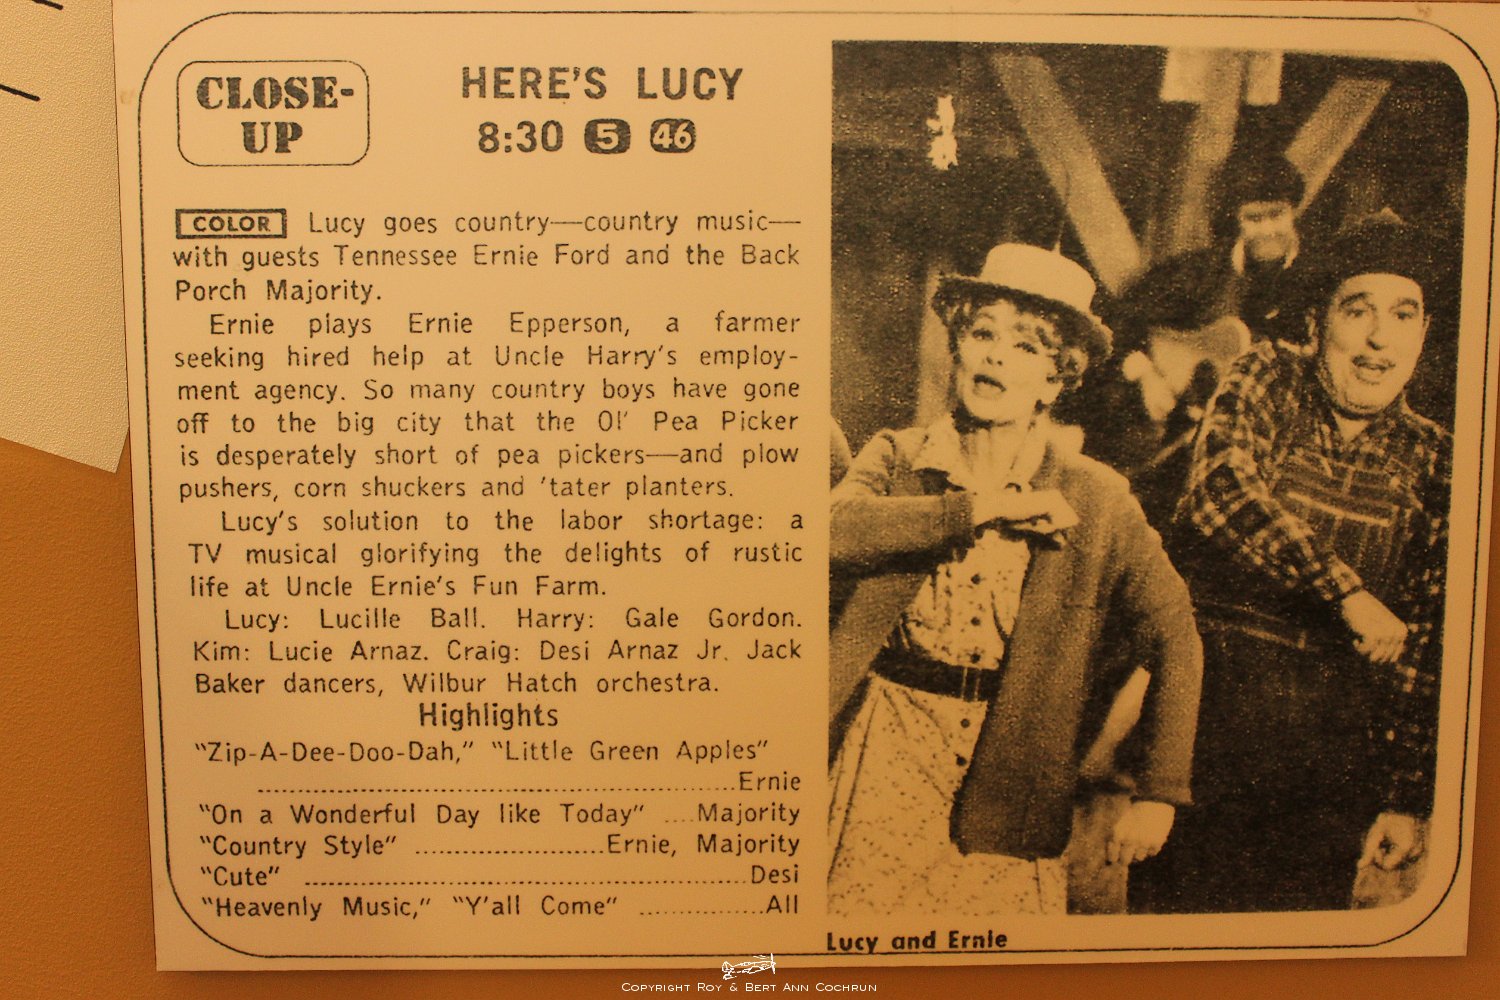 CLOSE-
UP
HERE'S LUCY
8:30 5 46
COLOR Lucy goes country—country music—
with guests Tennessee Ernie Ford and the Back
Porch Majority.
Ernie plays Ernie Epperson, a farmer
seeking hired help at Uncle Harry's employ-
ment agency. So many country boys have gone
off to the big city that the Ol' Pea Picker
is desperately short of pea pickers—and plow
pushers, corn shuckers and 'tater planters.
Lucy's solution to the labor shortage: a
TV musical glorifying the delights of rustic
life at Uncle Ernie's Fun Farm.
Lucy: Lucille Ball. Harry: Gale Gordon.
Kim: Lucie Arnaz. Craig: Desi Arnaz Jr. Jack
Baker dancers, Wilbur Hatch orchestra.
Highlights
"Zip-A-Dee-Doo-Dah," "Little Green Apples"
..............................................................Ernie
"On a Wonderful Day like Today" ....Majority
"Country Style" ........................Ernie, Majority
"Cute" .........................................................Desi
"Heavenly Music," "Y'all Come" ................All
Lucy and Ernie
Copyright Roy & Bert Ann Cochrun